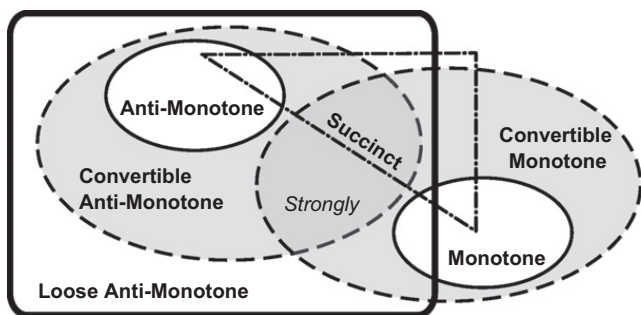 Anti-Monotone
Succinct
Convertible
Monotone
Convertible
Anti-Monotone
Strongly
Monotone
Loose Anti-Monotone